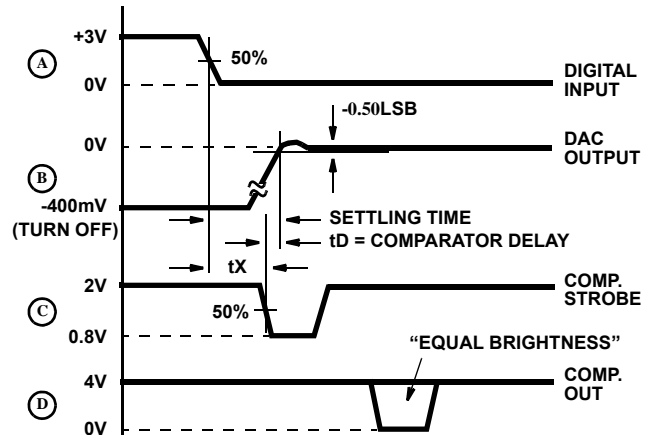 +3V
A
50%
0V
DIGITAL
INPUT
-0.50LSB
0V
DAC
OUTPUT
B
-400mV
(TURN OFF)
SETTLING TIME
tD = COMPARATOR DELAY
tX
2V
COMP.
STROBE
C
50%
0.8V
"EQUAL BRIGHTNESS"
4V
COMP.
OUT
D
0V